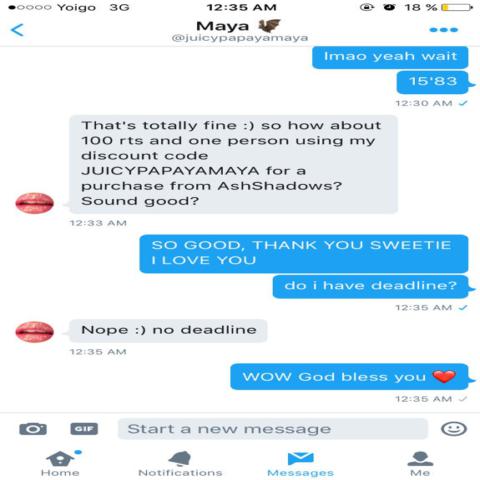 Yoigo 3G 12:35 AM 18 %
Maya 🦇
@juicypapayamaya
lmao yeah wait
15'83
12:30 AM ✓
That's totally fine :) so how about
100 rts and one person using my
discount code
JUICYPAPAYAMAYA for a
purchase from AshShadows?
Sound good?
12:33 AM
SO GOOD, THANK YOU SWEETIE
I LOVE YOU
do i have deadline?
12:35 AM ✓
Nope :) no deadline
12:35 AM
WOW God bless you ❤️
12:35 AM ✓
GIF Start a new message
Home Notifications Messages Me